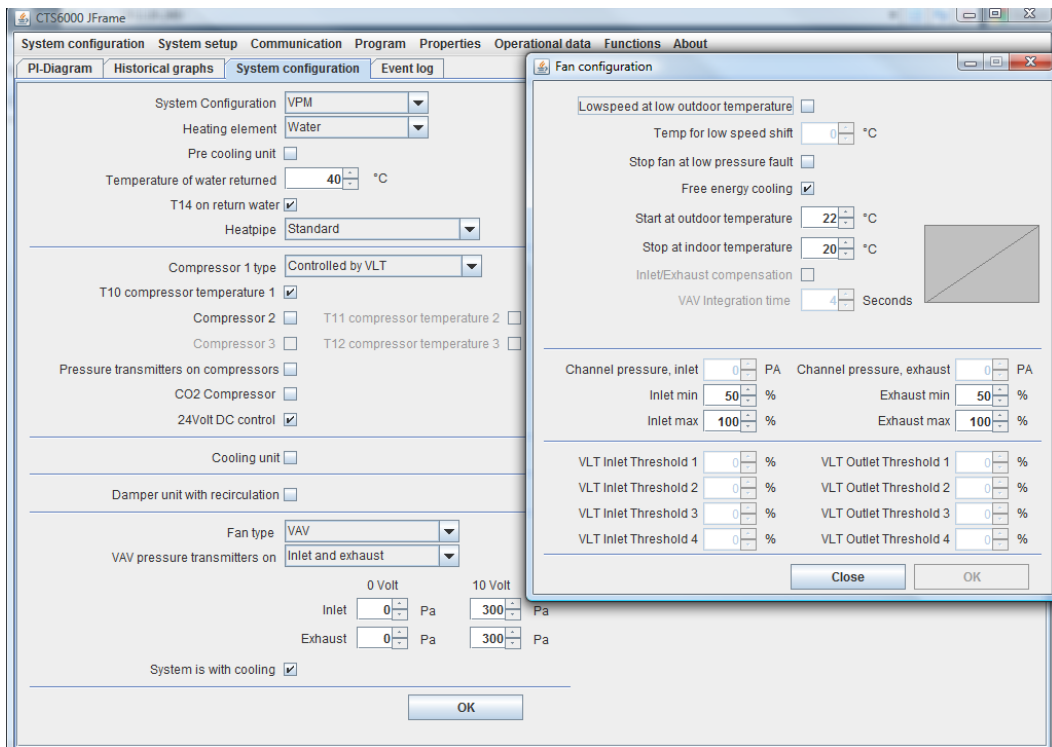 CTS6000 JFrame
System configuration System setup Communication Program Properties Operational data Functions About
PI-Diagram Historical graphs System configuration Event log
System Configuration VPM
Heating element Water
Pre cooling unit
Temperature of water returned 40 °C
T14 on return water
Heatpipe Standard
Compressor 1 type Controlled by VLT
T10 compressor temperature 1
Compressor 2 T11 compressor temperature 2
Compressor 3 T12 compressor temperature 3
Pressure transmitters on compressors
CO2 Compressor
24Volt DC control
Cooling unit
Damper unit with recirculation
Fan type VAV
VAV pressure transmitters on Inlet and exhaust
0 Volt 10 Volt
Inlet 0 Pa 300 Pa
Exhaust 0 Pa 300 Pa
System is with cooling
OK
Fan configuration
Lowspeed at low outdoor temperature
Temp for low speed shift 0 °C
Stop fan at low pressure fault
Free energy cooling
Start at outdoor temperature 22 °C
Stop at indoor temperature 20 °C
Inlet/Exhaust compensation
VAV Integration time 4 Seconds
Channel pressure, inlet 0 PA Channel pressure, exhaust 0 PA
Inlet min 50 % Exhaust min 50 %
Inlet max 100 % Exhaust max 100 %
VLT Inlet Threshold 1 0 % VLT Outlet Threshold 1 0 %
VLT Inlet Threshold 2 0 % VLT Outlet Threshold 2 0 %
VLT Inlet Threshold 3 0 % VLT Outlet Threshold 3 0 %
VLT Inlet Threshold 4 0 % VLT Outlet Threshold 4 0 %
Close OK